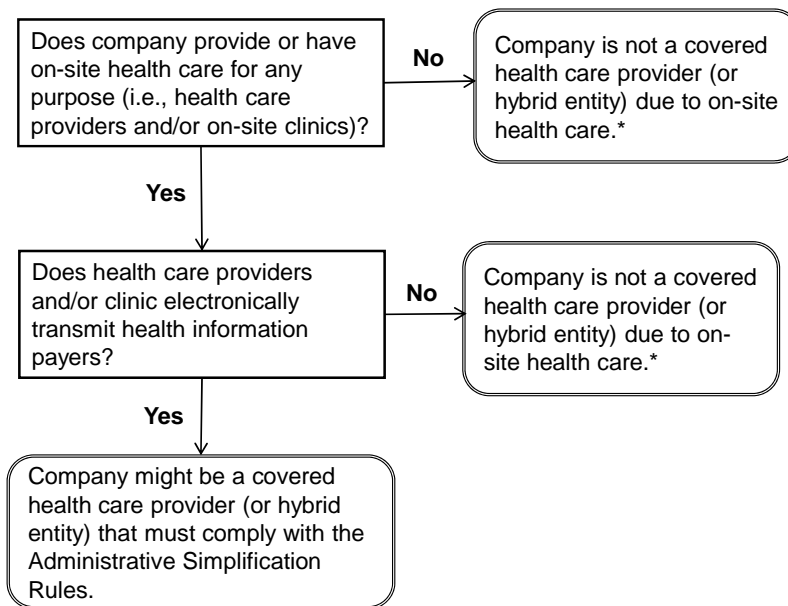 Does company provide or have
on-site health care for any
purpose (i.e., health care
providers and/or on-site clinics)?
No
Company is not a covered
health care provider (or
hybrid entity) due to on-site
health care.*
Yes
Does health care providers
and/or clinic electronically
transmit health information
payers?
No
Company is not a covered
health care provider (or
hybrid entity) due to on-
site health care.*
Yes
Company might be a covered
health care provider (or hybrid
entity) that must comply with the
Administrative Simplification
Rules.